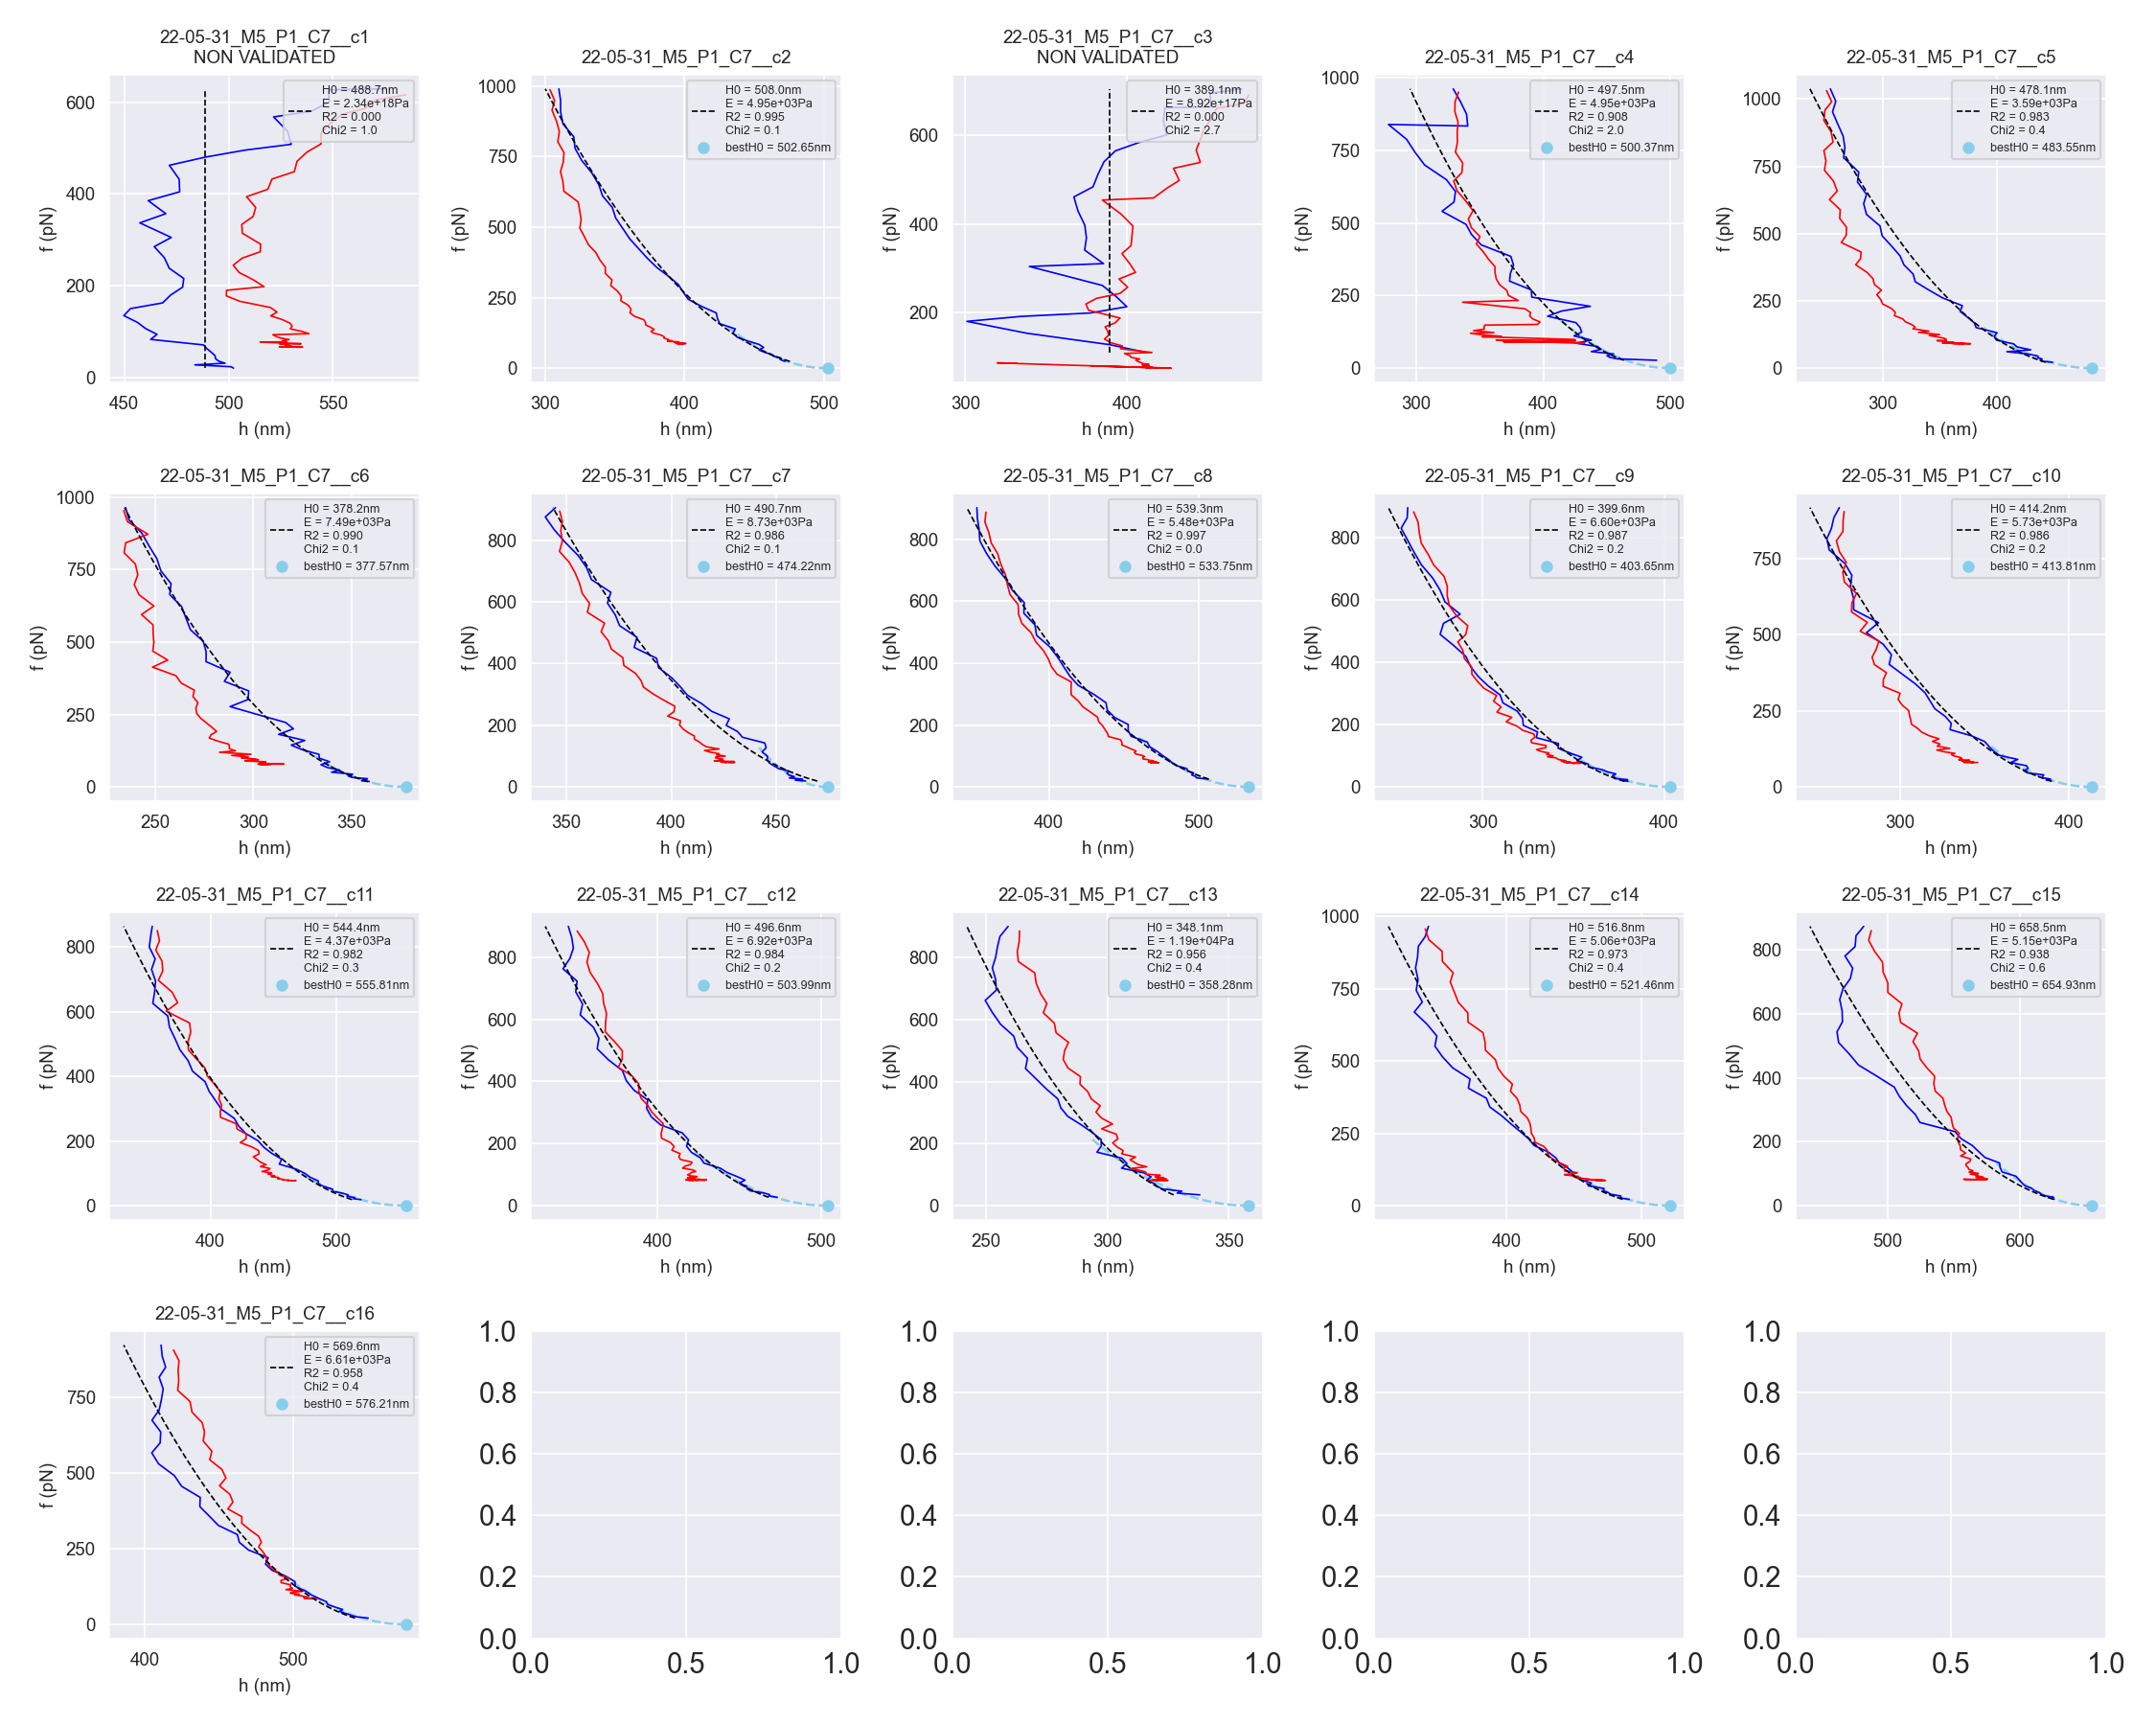 22-05-31_M5_P1_C7__c1
NON VALIDATED
H0 = 488.7nm
E = 2.34e+18Pa
R2 = 0.000
Chi2 = 1.0
600
400
200
0
f (pN)
450 500 550
h (nm)
22-05-31_M5_P1_C7__c2
H0 = 508.0nm
E = 4.95e+03Pa
R2 = 0.995
Chi2 = 0.1
bestH0 = 502.65nm
1000
750
500
250
0
f (pN)
300 400 500
h (nm)
22-05-31_M5_P1_C7__c3
NON VALIDATED
H0 = 389.1nm
E = 8.92e+17Pa
R2 = 0.000
Chi2 = 2.7
600
400
200
f (pN)
300 400
h (nm)
22-05-31_M5_P1_C7__c4
H0 = 497.5nm
E = 4.95e+03Pa
R2 = 0.908
Chi2 = 2.0
bestH0 = 500.37nm
1000
750
500
250
0
f (pN)
300 400 500
h (nm)
22-05-31_M5_P1_C7__c5
H0 = 478.1nm
E = 3.59e+03Pa
R2 = 0.983
Chi2 = 0.4
bestH0 = 483.55nm
1000
750
500
250
0
f (pN)
300 400
h (nm)
22-05-31_M5_P1_C7__c6
H0 = 378.2nm
E = 7.49e+03Pa
R2 = 0.990
Chi2 = 0.1
bestH0 = 377.57nm
1000
750
500
250
0
f (pN)
250 300 350
h (nm)
22-05-31_M5_P1_C7__c7
H0 = 490.7nm
E = 8.73e+03Pa
R2 = 0.986
Chi2 = 0.1
bestH0 = 474.22nm
800
600
400
200
0
f (pN)
350 400 450
h (nm)
22-05-31_M5_P1_C7__c8
H0 = 539.3nm
E = 5.48e+03Pa
R2 = 0.997
Chi2 = 0.0
bestH0 = 533.75nm
800
600
400
200
0
f (pN)
400 500
h (nm)
22-05-31_M5_P1_C7__c9
H0 = 399.6nm
E = 6.60e+03Pa
R2 = 0.987
Chi2 = 0.2
bestH0 = 403.65nm
800
600
400
200
0
f (pN)
300 400
h (nm)
22-05-31_M5_P1_C7__c10
H0 = 414.2nm
E = 5.73e+03Pa
R2 = 0.986
Chi2 = 0.2
bestH0 = 413.81nm
750
500
250
0
f (pN)
300 400
h (nm)
22-05-31_M5_P1_C7__c11
H0 = 544.4nm
E = 4.37e+03Pa
R2 = 0.982
Chi2 = 0.3
bestH0 = 555.81nm
800
600
400
200
0
f (pN)
400 500
h (nm)
22-05-31_M5_P1_C7__c12
H0 = 496.6nm
E = 6.92e+03Pa
R2 = 0.984
Chi2 = 0.2
bestH0 = 503.99nm
800
600
400
200
0
f (pN)
400 500
h (nm)
22-05-31_M5_P1_C7__c13
H0 = 348.1nm
E = 1.19e+04Pa
R2 = 0.956
Chi2 = 0.4
bestH0 = 358.28nm
800
600
400
200
0
f (pN)
250 300 350
h (nm)
22-05-31_M5_P1_C7__c14
H0 = 516.8nm
E = 5.06e+03Pa
R2 = 0.973
Chi2 = 0.4
bestH0 = 521.46nm
1000
750
500
250
0
f (pN)
400 500
h (nm)
22-05-31_M5_P1_C7__c15
H0 = 658.5nm
E = 5.15e+03Pa
R2 = 0.938
Chi2 = 0.6
bestH0 = 654.93nm
800
600
400
200
0
f (pN)
500 600
h (nm)
22-05-31_M5_P1_C7__c16
H0 = 569.6nm
E = 6.61e+03Pa
R2 = 0.958
Chi2 = 0.4
bestH0 = 576.21nm
750
500
250
0
f (pN)
400 500
h (nm)
1.0
0.8
0.6
0.4
0.2
0.0
0.0 0.5 1.0
1.0
0.8
0.6
0.4
0.2
0.0
0.0 0.5 1.0
1.0
0.8
0.6
0.4
0.2
0.0
0.0 0.5 1.0
1.0
0.8
0.6
0.4
0.2
0.0
0.0 0.5 1.0